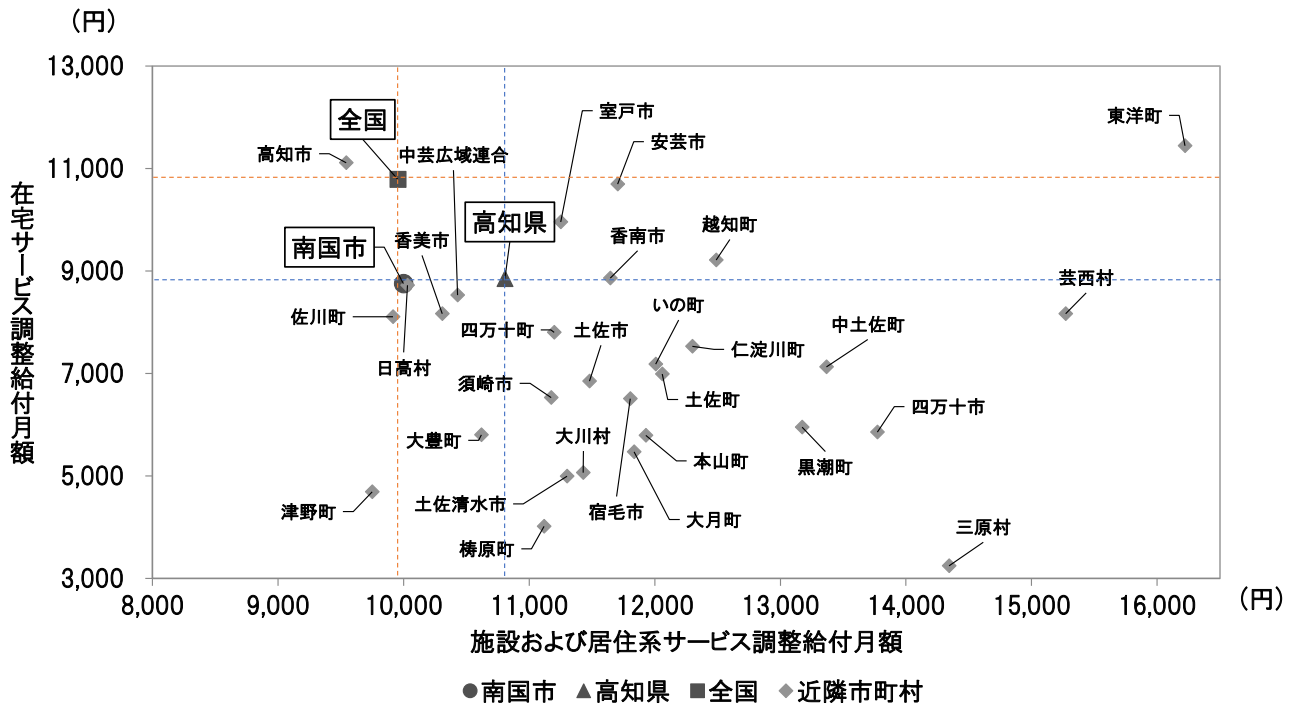 （円）
13,000
11,000
9,000
7,000
5,000
3,000
在宅サービス調整給付月額
室戸市
東洋町
全国
安芸市
高知市
中芸広域連合
高知県
越知町
南国市
香美市
香南市
芸西村
佐川町
四万十町
土佐市
いの町
中土佐町
仁淀川町
日高村
須崎市
土佐町
四万十市
大豊町
大川村
本山町
黒潮町
津野町
土佐清水市
宿毛市
大月町
梼原町
三原村
8,000
9,000
10,000
11,000
12,000
13,000
14,000
15,000
16,000
（円）
施設および居住系サービス調整給付月額
南国市 高知県 全国 近隣市町村